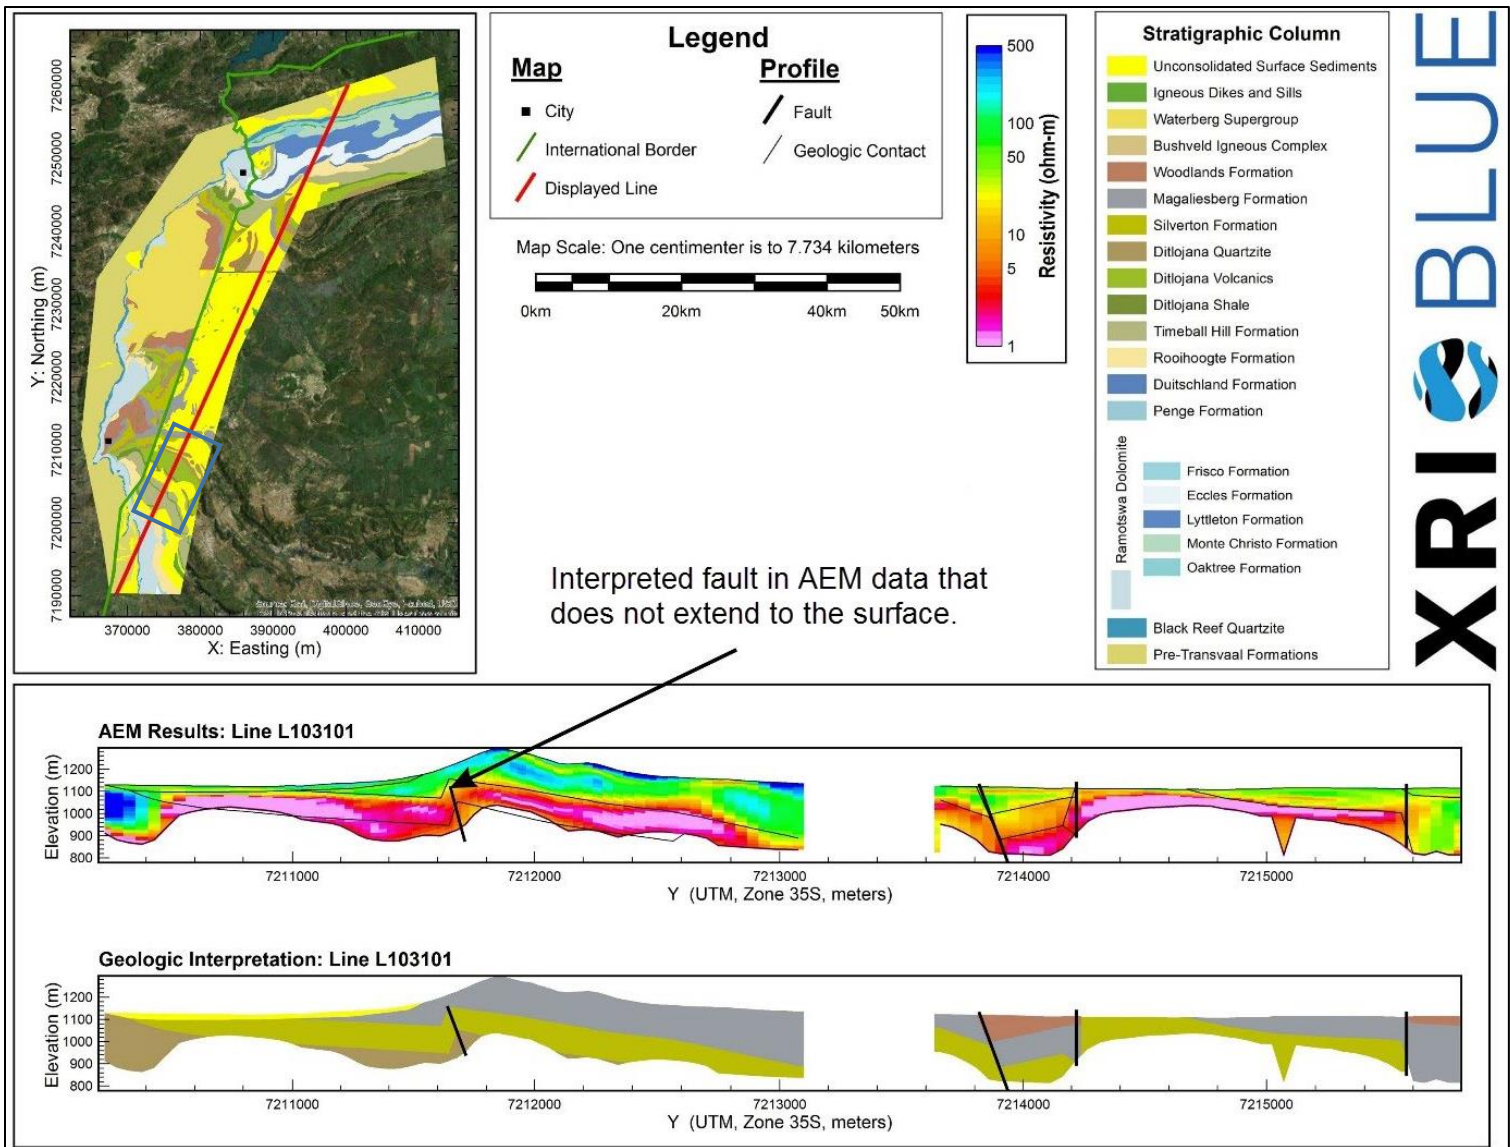 7260000
7250000
7240000
7230000
7220000
7210000
7200000
7190000
Y: Northing (m)
370000 380000 390000 400000 410000
X: Easting (m)
Legend
Map
City
International Border
Displayed Line
Profile
Fault
Geologic Contact
Map Scale: One centimenter is to 7.734 kilometers
0km 20km 40km 50km
500
100
50
10
5
1
Resistivity (ohm-m)
Stratigraphic Column
Unconsolidated Surface Sediments
Igneous Dikes and Sills
Waterberg Supergroup
Bushveld Igneous Complex
Woodlands Formation
Magaliesberg Formation
Silverton Formation
Ditlojana Quartzite
Ditlojana Volcanics
Ditlojana Shale
Timeball Hill Formation
Rooihoogte Formation
Duitschland Formation
Penge Formation
Ramotswa Dolomite
Frisco Formation
Eccles Formation
Lyttleton Formation
Monte Christo Formation
Oaktree Formation
Black Reef Quartzite
Pre-Transvaal Formations
XRI BLUE
Interpreted fault in AEM data that
does not extend to the surface.
AEM Results: Line L103101
Elevation (m)
1200
1100
1000
900
800
7211000 7212000 7213000 7214000 7215000
Y (UTM, Zone 35S, meters)
Geologic Interpretation: Line L103101
Elevation (m)
1200
1100
1000
900
800
7211000 7212000 7213000 7214000 7215000
Y (UTM, Zone 35S, meters)